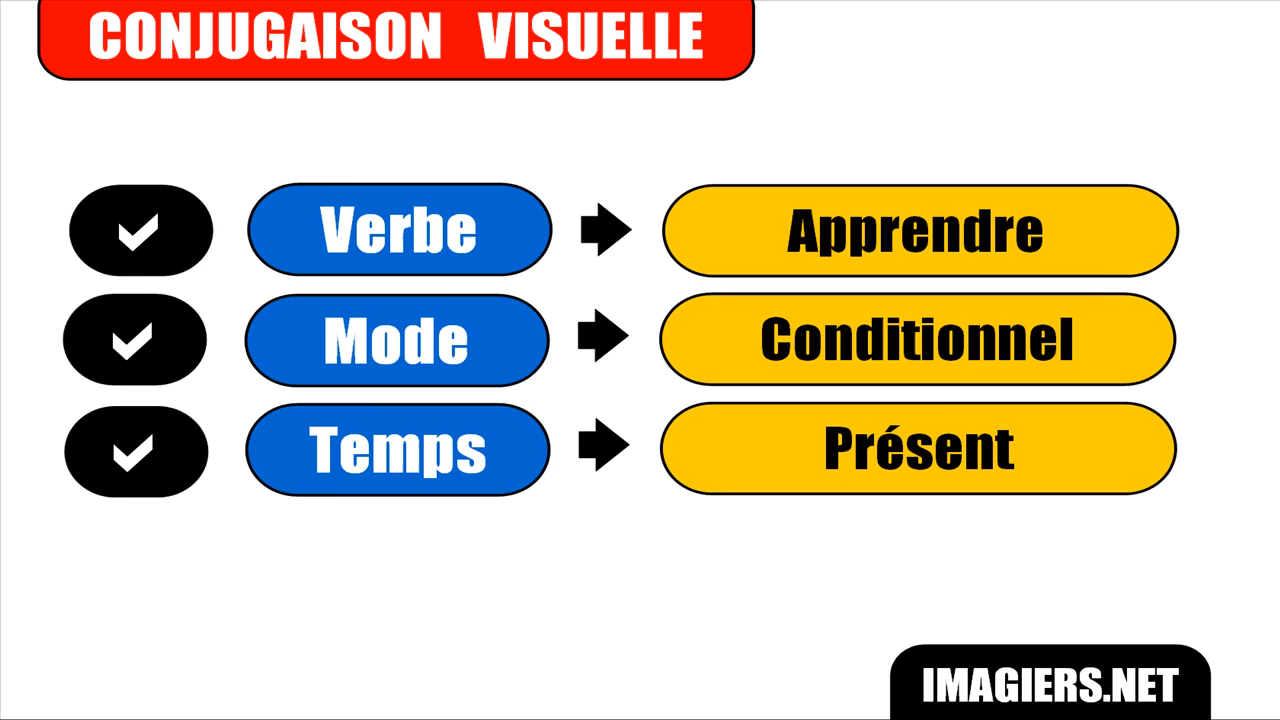 CONJUGAISON VISUELLE
Verbe Apprendre
Mode Conditionnel
Temps Présent
IMAGIERS.NET